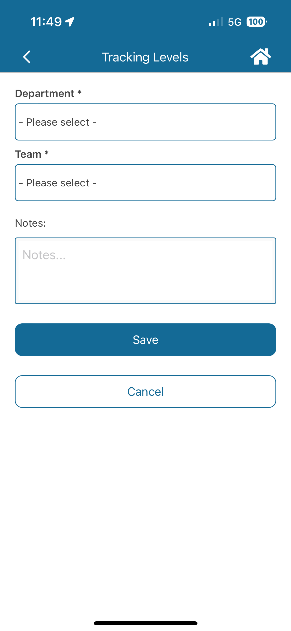 11:49
5G 100
Tracking Levels
Department *
- Please select -
Team *
- Please select -
Notes:
Notes...
Save
Cancel